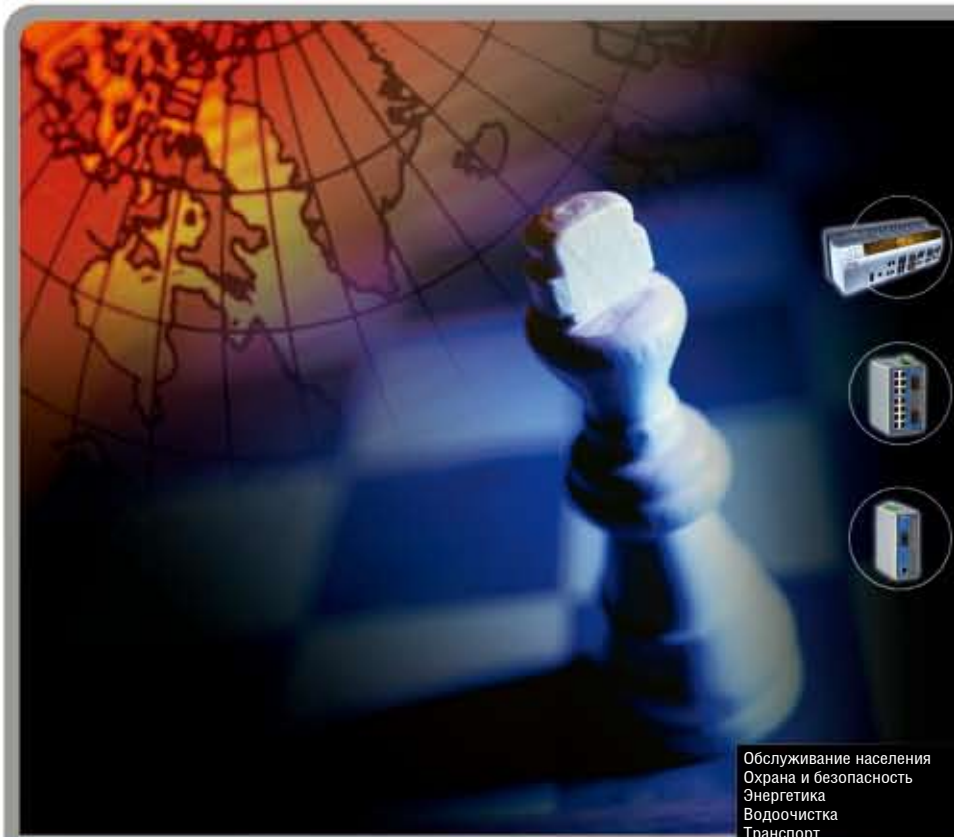 Обслуживание населения
Охрана и безопасность
Энергетика
Водоочистка
Транспорт